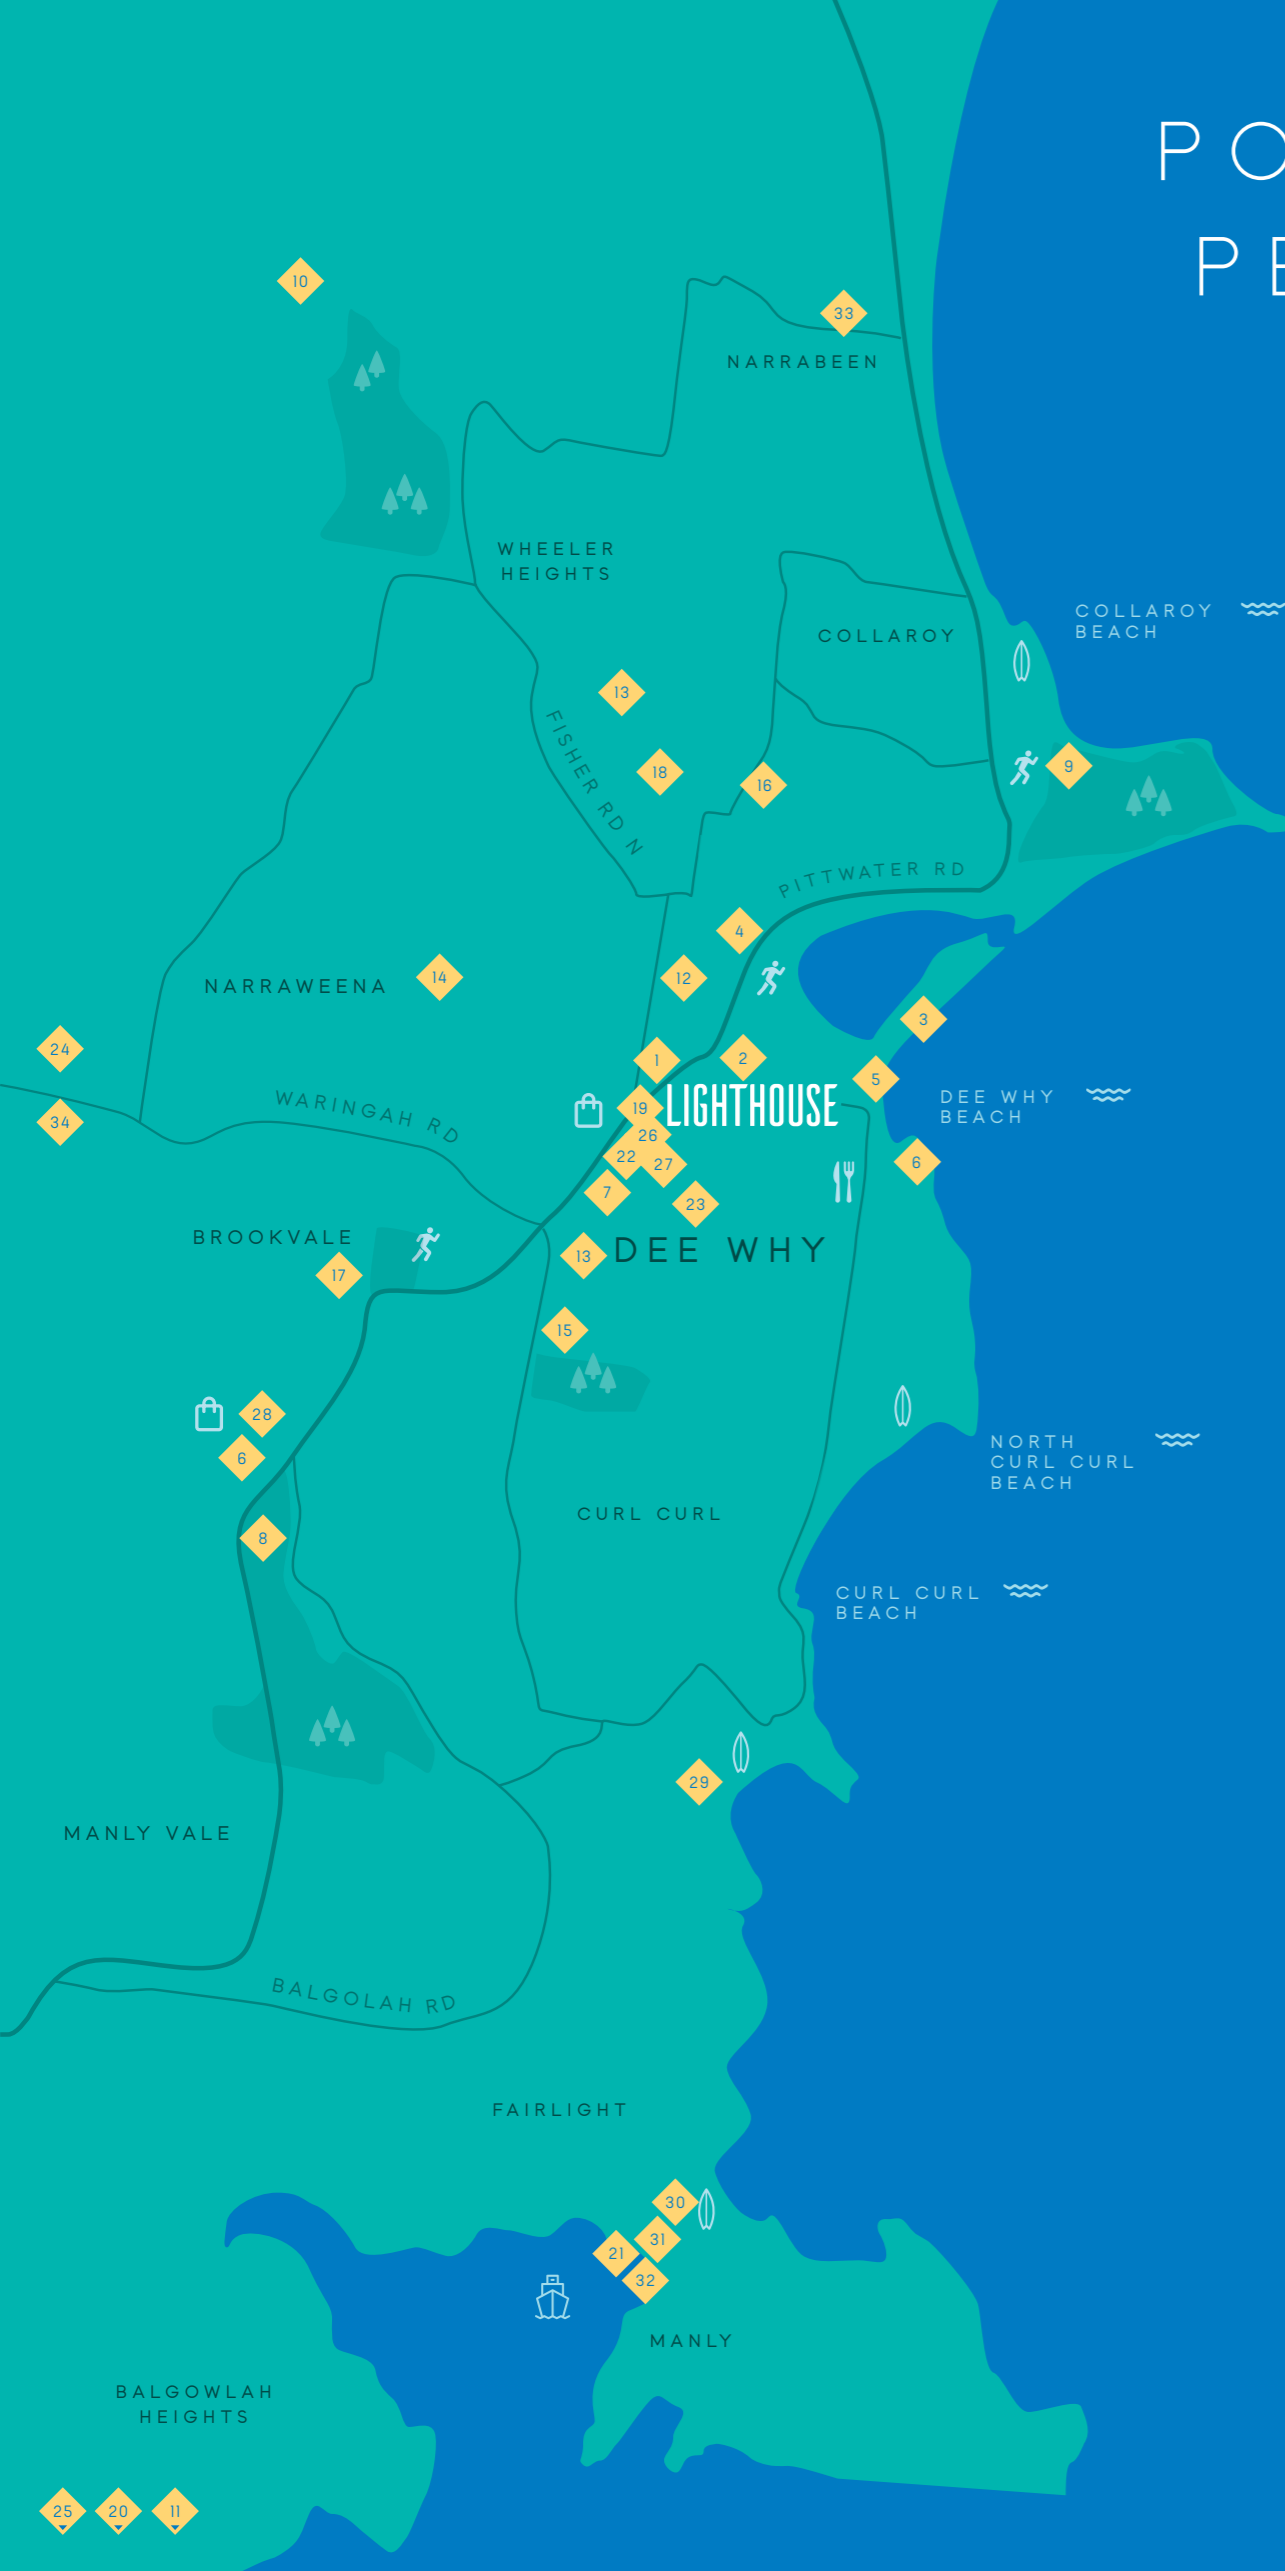 PO
PE
10
33
NARRABEEN
WHEELER
HEIGHTS
COLLAROY
BEACH
COLLAROY
13
FISHER RD N
18
16
9
PITTWATER RD
4
12
14
NARRAWEENA
3
24
1
2
5
WARINGAH RD
DEE WHY
BEACH
19
LIGHTHOUSE
34
26
22
27
6
7
23
BROOKVALE
13
DEE WHY
17
15
28
6
NORTH
CURL CURL
BEACH
CURL CURL
8
CURL CURL
BEACH
29
MANLY VALE
BALGOLAH RD
FAIRLIGHT
30
31
21
32
MANLY
BALGOWLAH
HEIGHTS
25
20
11